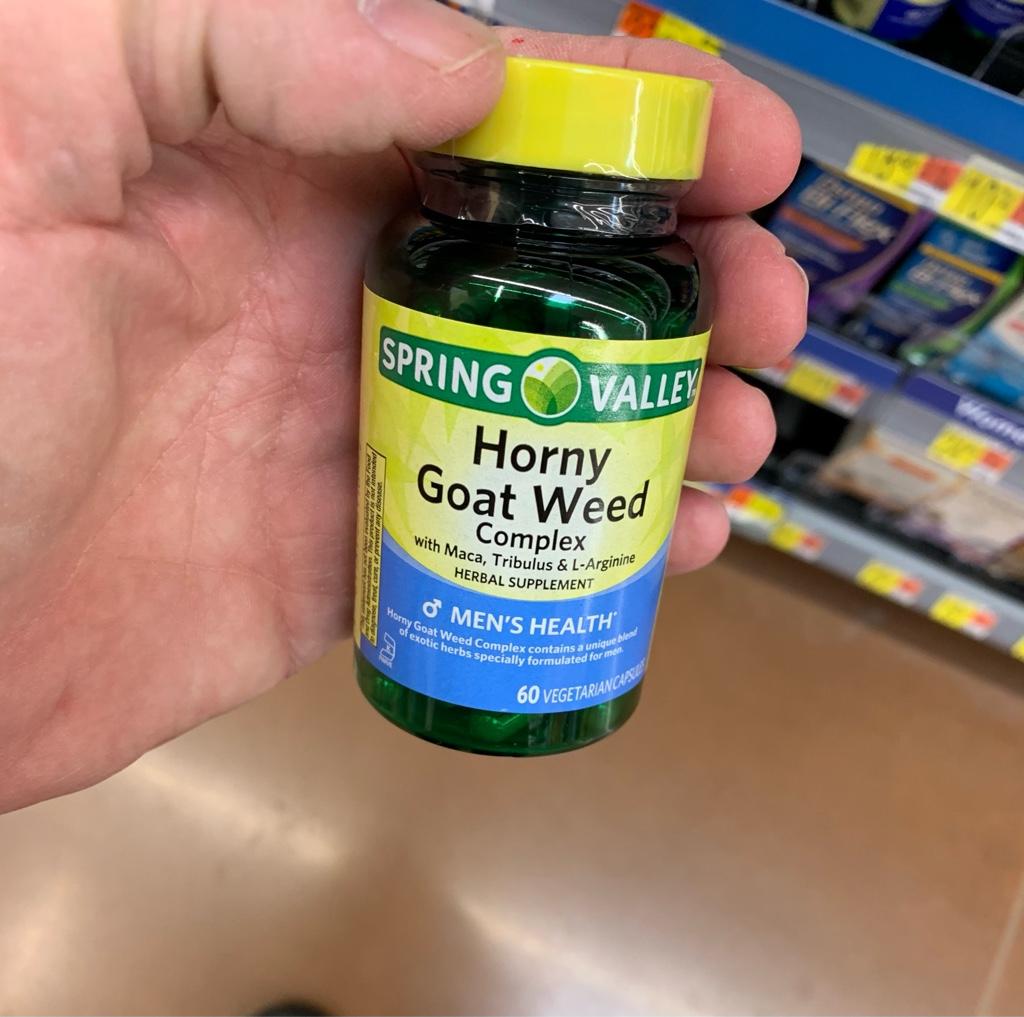 SPRING VALLEY
Horny
Goat Weed
Complex
with Maca, Tribulus & L-Arginine
HERBAL SUPPLEMENT
♂ MEN'S HEALTH*
Horny Goat Weed Complex contains a unique blend
of exotic herbs specially formulated for men.
60 VEGETARIAN CAPSULES